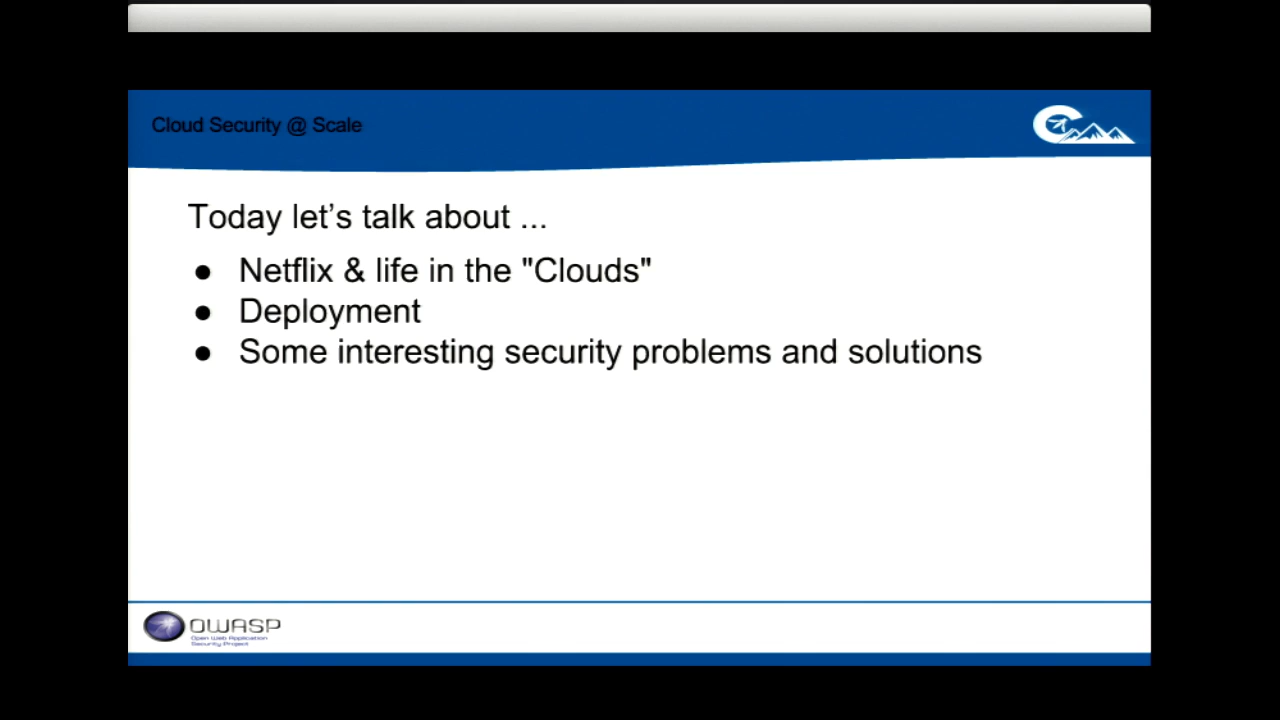 Cloud Security @ Scale
Today let’s talk about ...
● Netflix & life in the "Clouds"
● Deployment
● Some interesting security problems and solutions
OWASP
Open Web Application
Security Project